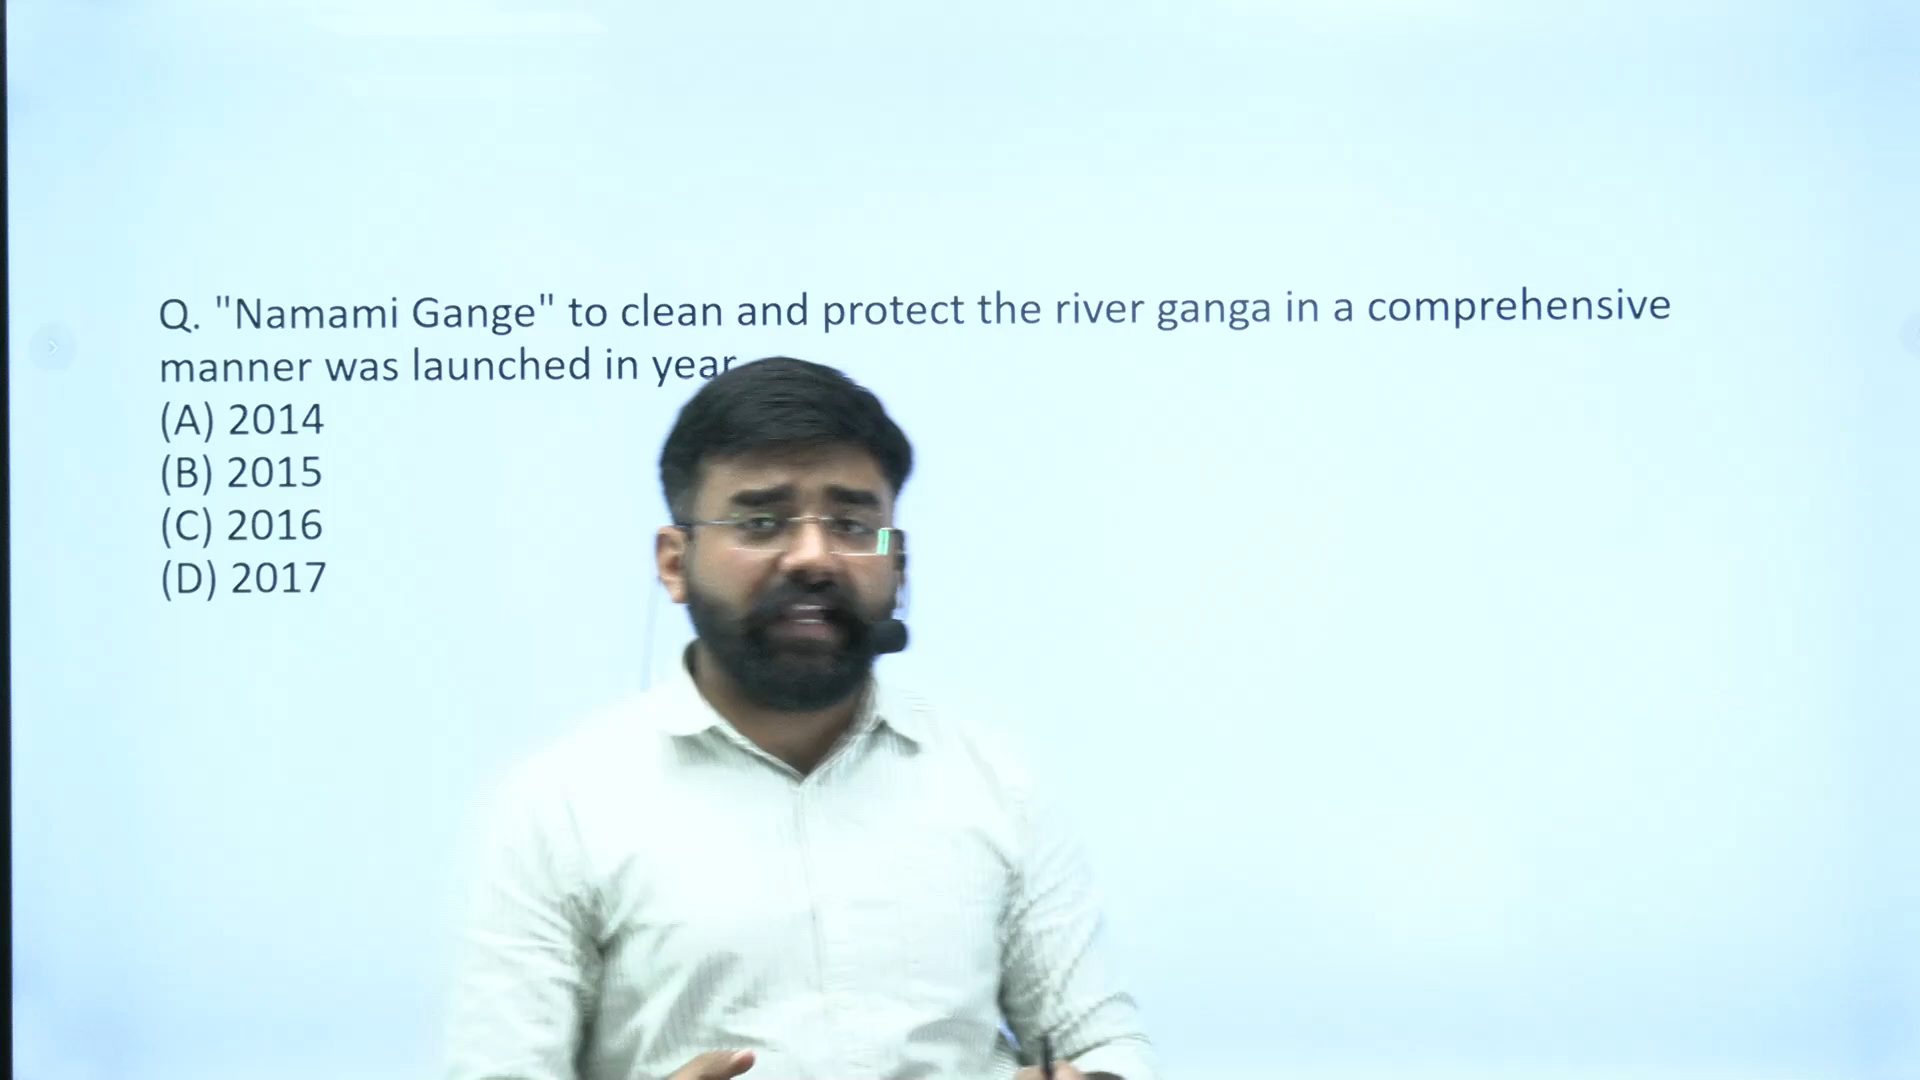 Q. "Namami Gange" to clean and protect the river ganga in a comprehensive
manner was launched in year
(A) 2014
(B) 2015
(C) 2016
(D) 2017